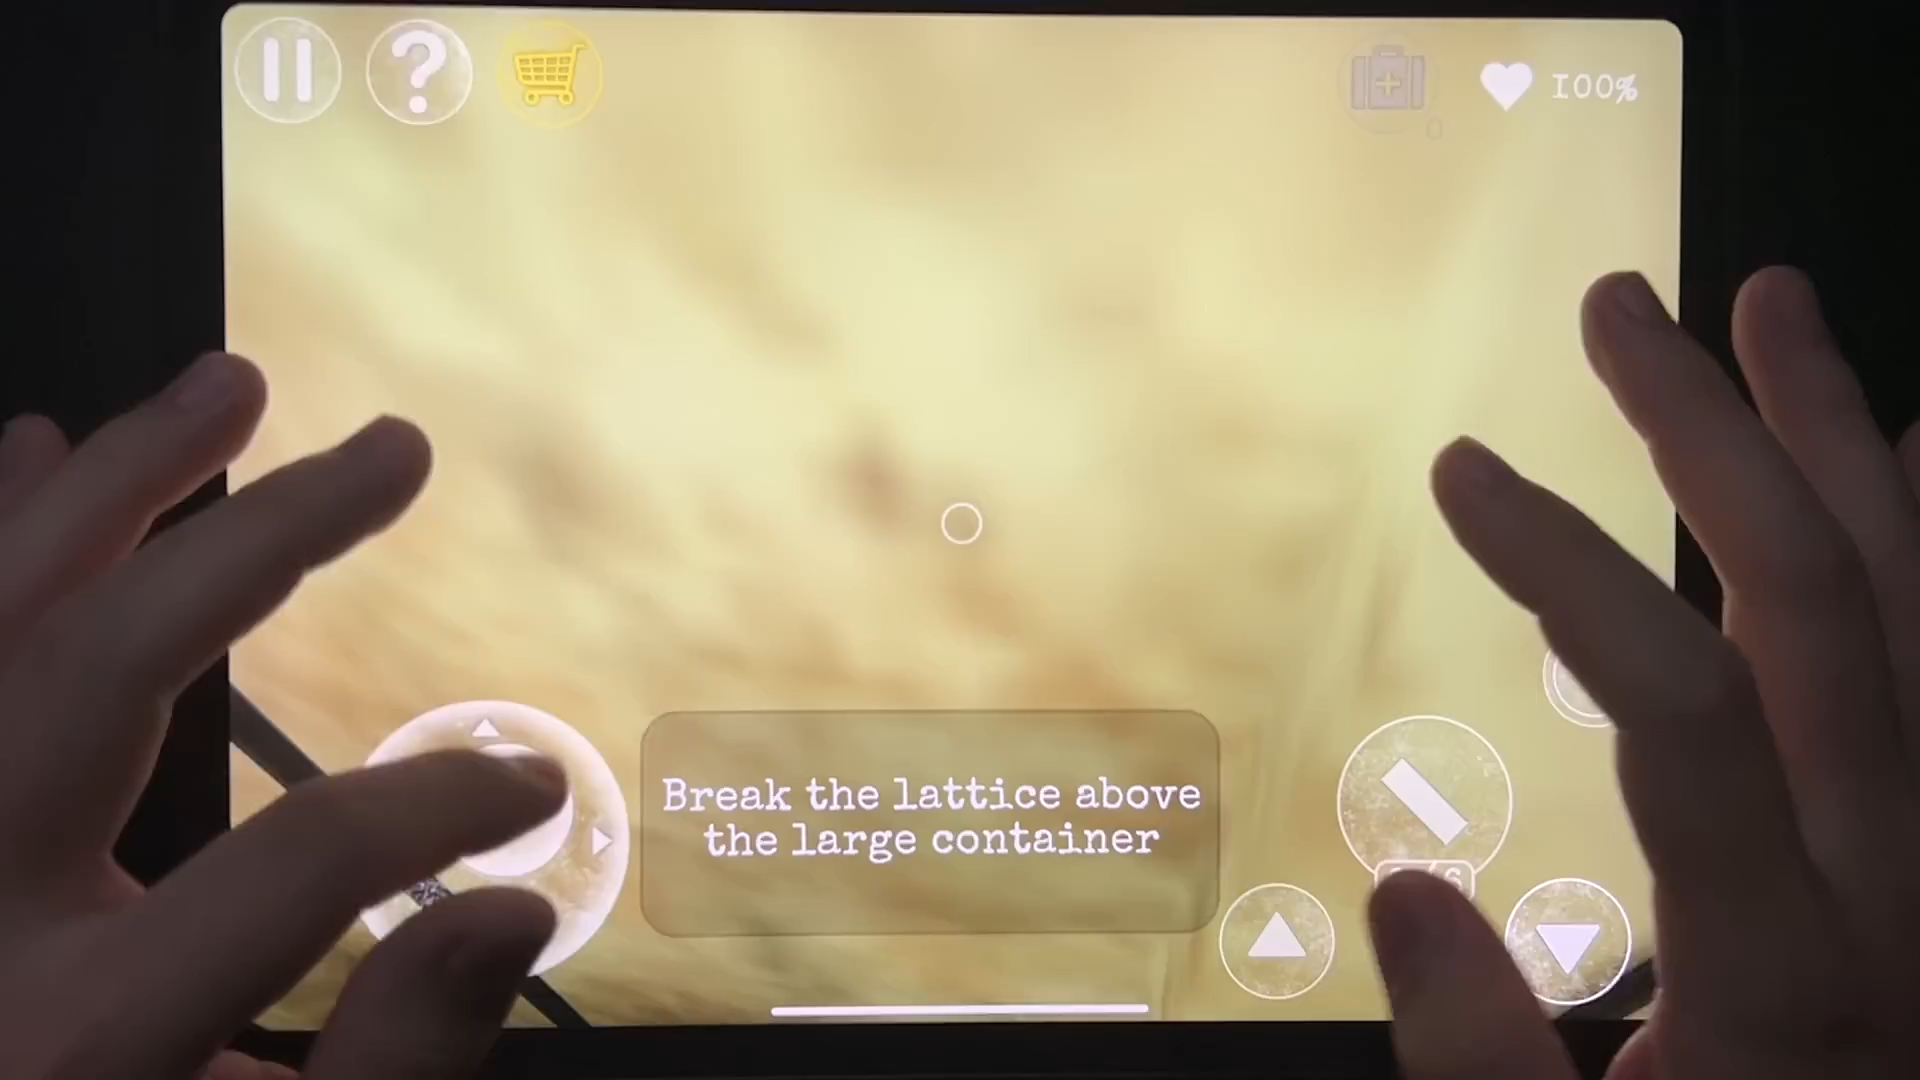 ?
100%
Break the lattice above
the large container